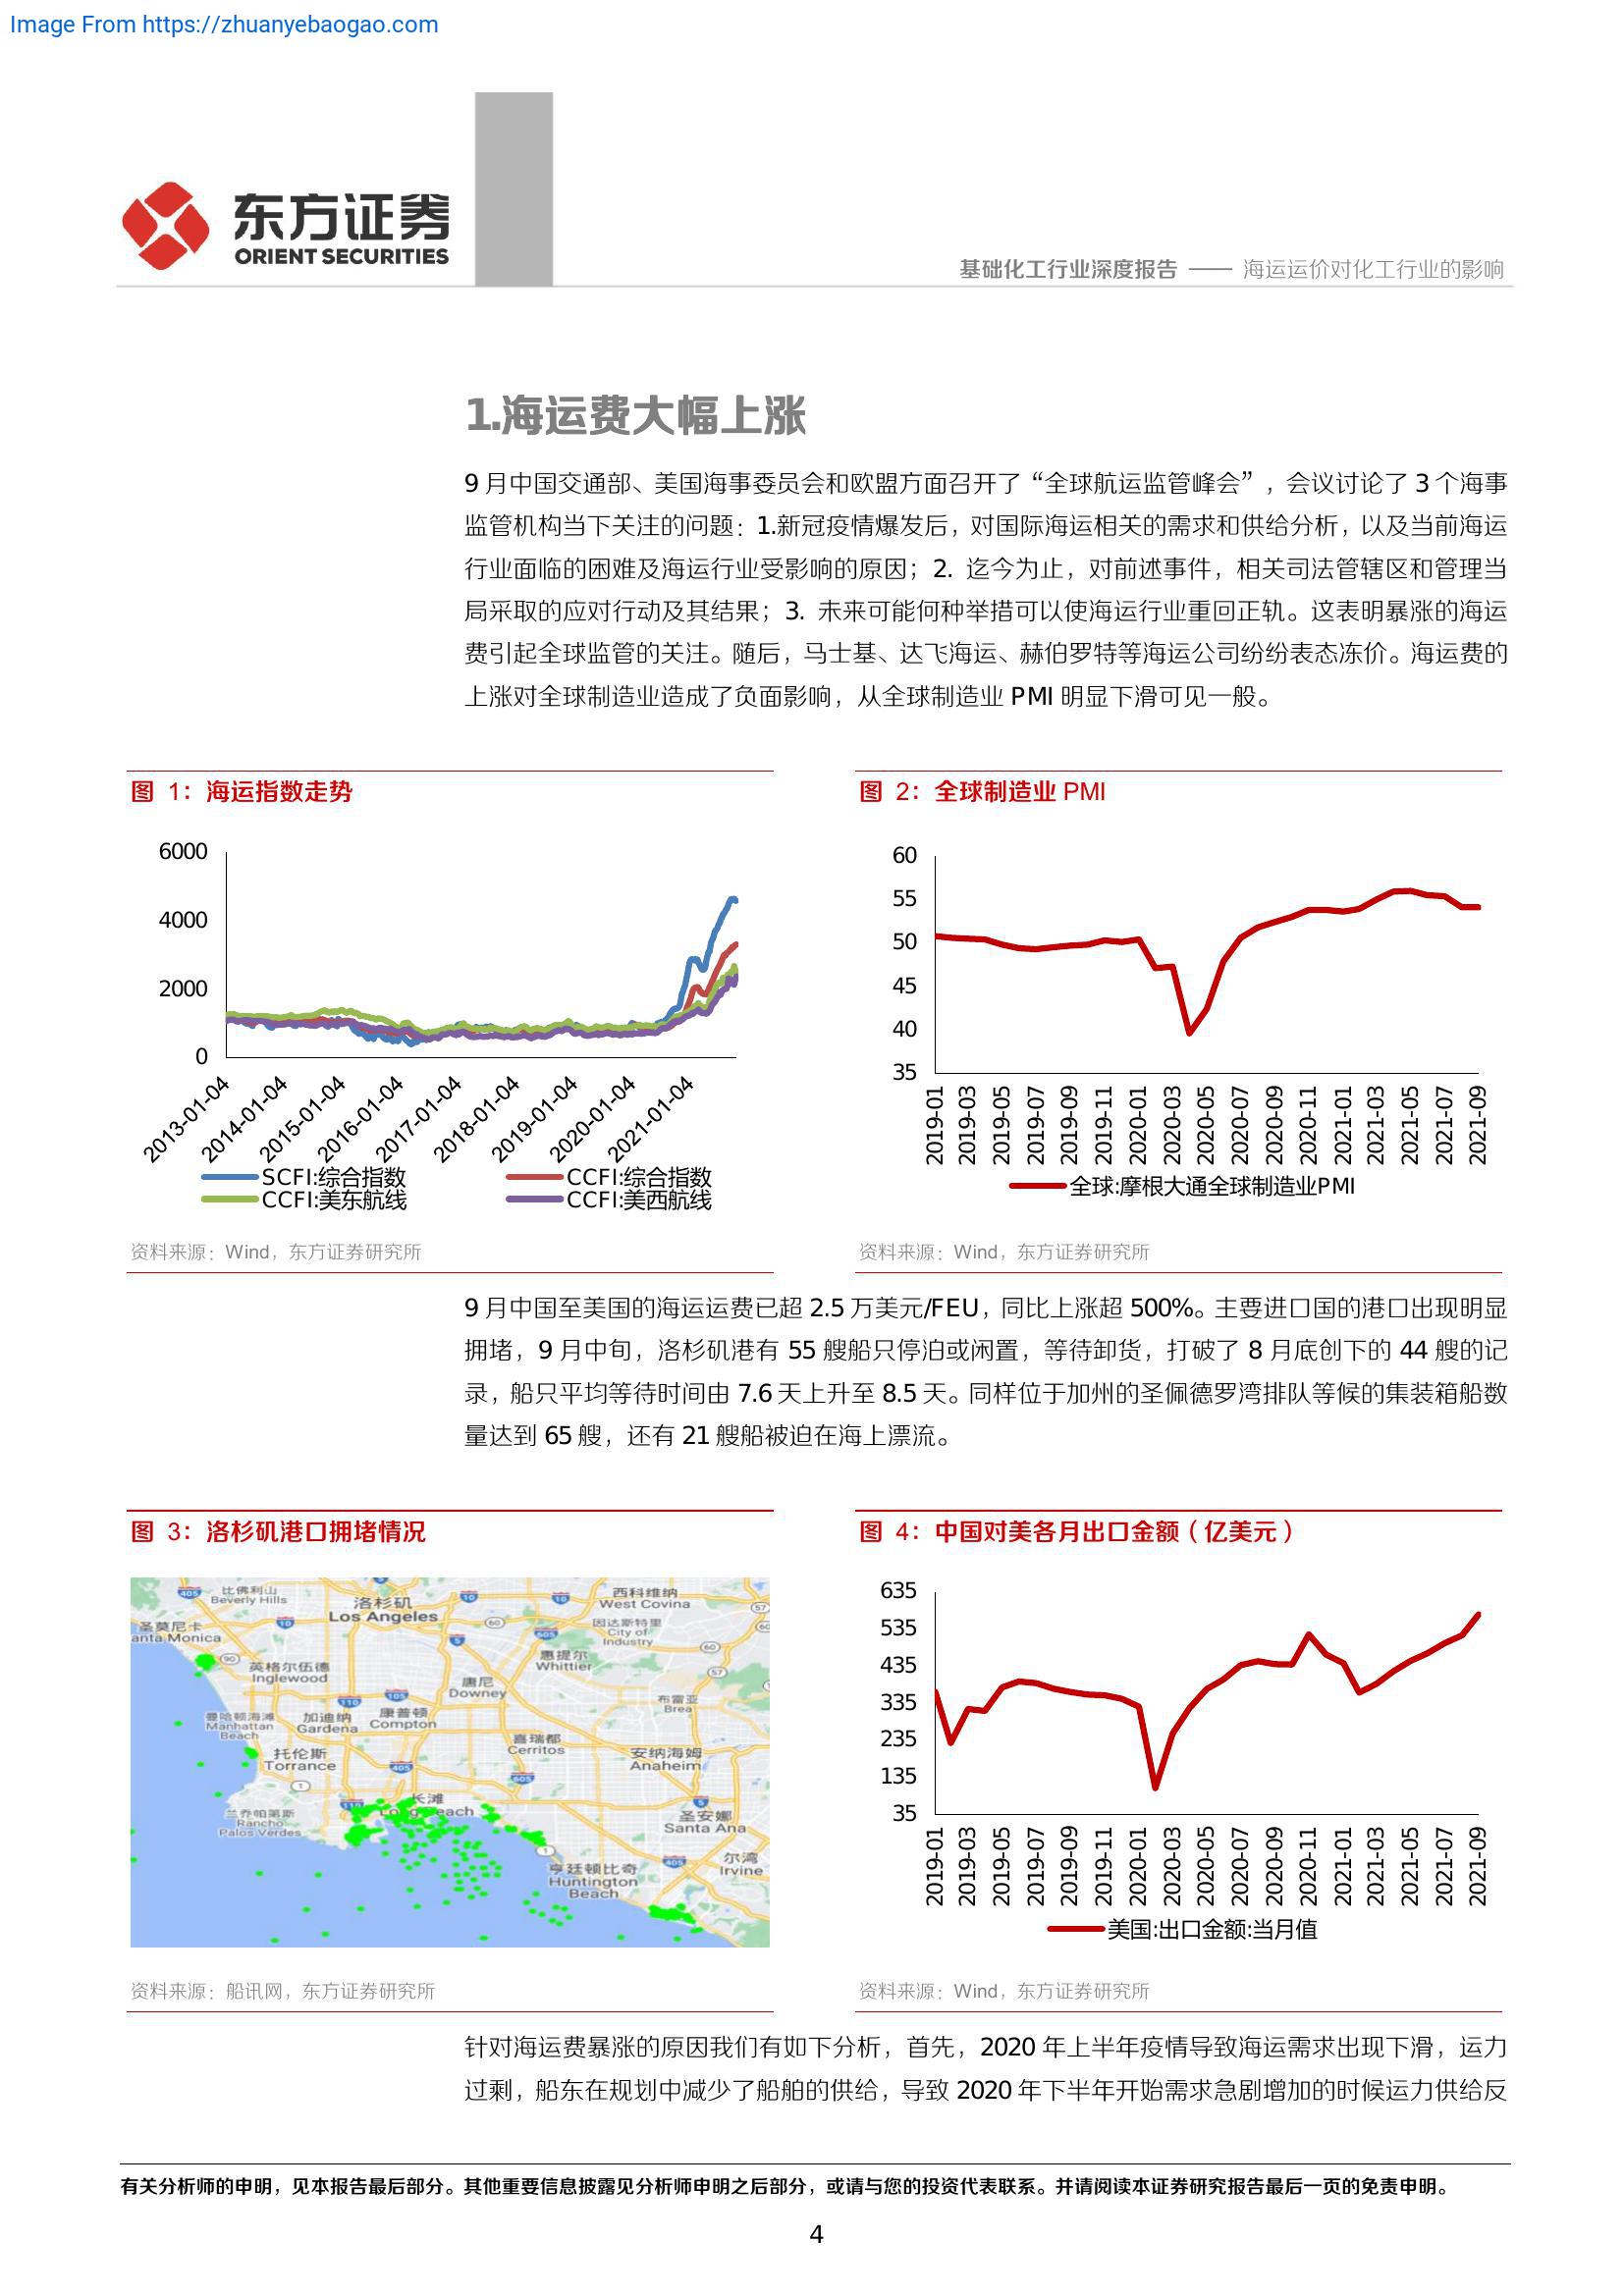 Image From https://zhuanyebaogao.com
东方证券
ORIENT SECURITIES
基础化工行业深度报告 —— 海运运价对化工行业的影响
1.海运费大幅上涨
9 月中国交通部、美国海事委员会和欧盟方面召开了“全球航运监管峰会”，会议讨论了 3 个海事
监管机构当下关注的问题：1.新冠疫情爆发后，对国际海运相关的需求和供给分析，以及当前海运
行业面临的困难及海运行业受影响的原因；2. 迄今为止，对前述事件，相关司法管辖区和管理当
局采取的应对行动及其结果；3. 未来可能何种举措可以使海运行业重回正轨。这表明暴涨的海运
费引起全球监管的关注。随后，马士基、达飞海运、赫伯罗特等海运公司纷纷表态冻价。海运费的
上涨对全球制造业造成了负面影响，从全球制造业 PMI 明显下滑可见一般。
图 1：海运指数走势
6000
4000
2000
0
2013-01-04
2014-01-04
2015-01-04
2016-01-04
2017-01-04
2018-01-04
2019-01-04
2020-01-04
2021-01-04
SCFI:综合指数
CCFI:综合指数
CCFI:美东航线
CCFI:美西航线
资料来源：Wind，东方证券研究所
图 2：全球制造业 PMI
60
55
50
45
40
35
2019-01
2019-03
2019-05
2019-07
2019-09
2019-11
2020-01
2020-03
2020-05
2020-07
2020-09
2020-11
2021-01
2021-03
2021-05
2021-07
2021-09
全球:摩根大通全球制造业PMI
资料来源：Wind，东方证券研究所
9 月中国至美国的海运运费已超 2.5 万美元/FEU，同比上涨超 500%。主要进口国的港口出现明显
拥堵，9 月中旬，洛杉矶港有 55 艘船只停泊或闲置，等待卸货，打破了 8 月底创下的 44 艘的记
录，船只平均等待时间由 7.6 天上升至 8.5 天。同样位于加州的圣佩德罗湾排队等候的集装箱船数
量达到 65 艘，还有 21 艘船被迫在海上漂流。
图 3：洛杉矶港口拥堵情况
比佛利山
Beverly Hills
洛杉矶
Los Angeles
西科维纳
West Covina
圣莫尼卡
anta Monica
因达斯特里
City of
Industry
英格尔伍德
Inglewood
惠提尔
Whittier
唐尼
Downey
布雷亚
Brea
曼哈顿海滩
Manhattan
Beach
加迪纳
Gardena
康普顿
Compton
喜瑞都
Cerritos
托伦斯
Torrance
安纳海姆
Anaheim
长滩
兰乔帕第斯
Rancho
Palos Verdes
圣安娜
Santa Ana
尔湾
Irvine
亨廷顿比奇
Huntington
Beach
资料来源：船讯网，东方证券研究所
图 4：中国对美各月出口金额（亿美元）
635
535
435
335
235
135
35
2019-01
2019-03
2019-05
2019-07
2019-09
2019-11
2020-01
2020-03
2020-05
2020-07
2020-09
2020-11
2021-01
2021-03
2021-05
2021-07
2021-09
美国:出口金额:当月值
资料来源：Wind，东方证券研究所
针对海运费暴涨的原因我们有如下分析，首先，2020 年上半年疫情导致海运需求出现下滑，运力
过剩，船东在规划中减少了船舶的供给，导致 2020 年下半年开始需求急剧增加的时候运力供给反
有关分析师的申明，见本报告最后部分。其他重要信息披露见分析师申明之后部分，或请与您的投资代表联系。并请阅读本证券研究报告最后一页的免责申明。
4